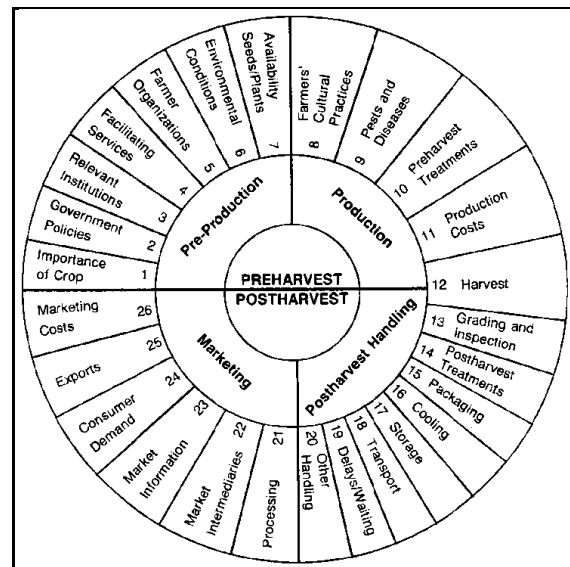 PREHARVEST
POSTHARVEST
Pre-Production
Production
Postharvest Handling
Marketing
1
Importance
of Crop
2
Government
Policies
3
Relevant
Institutions
4
Facilitating
Services
5
Farmer
Organizations
6
Environmental
Conditions
7
Availability
Seeds/Plants
8
Farmers'
Cultural
Practices
9
Pests and
Diseases
10
Preharvest
Treatments
11
Production
Costs
12
Harvest
13
Grading and
Inspection
14
Postharvest
Treatments
15
Packaging
16
Cooling
17
Storage
18
Transport
19
Delays/Waiting
20
Other
Handling
21
Processing
22
Market
Intermediaries
23
Market
Information
24
Consumer
Demand
25
Exports
26
Marketing
Costs